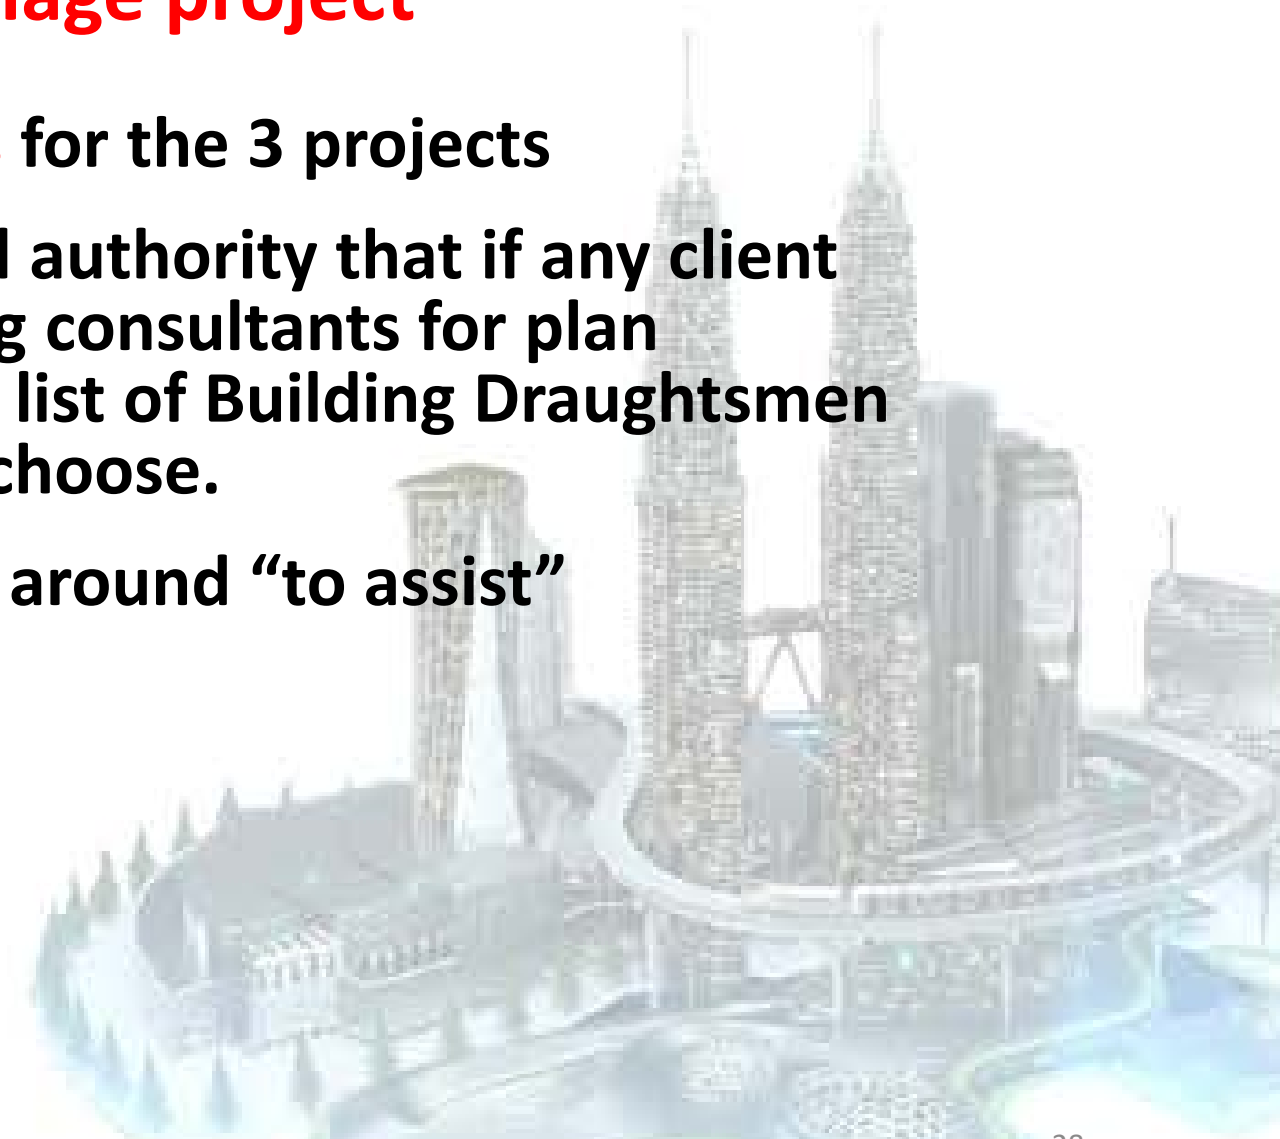 project
for the 3 projects
authority that if any client
consultants for plan
list of Building Draughtsmen
choose.
around “to assist”